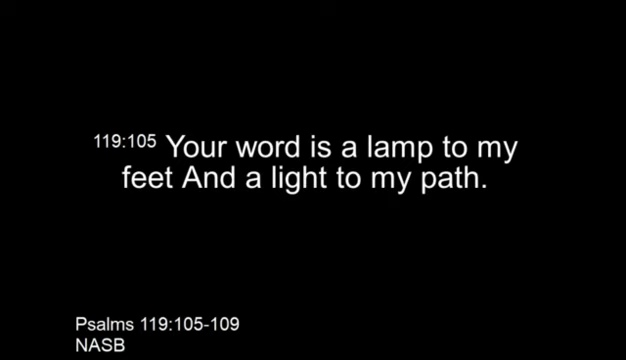 119:105 Your word is a lamp to my
feet And a light to my path.
Psalms 119:105-109
NASB